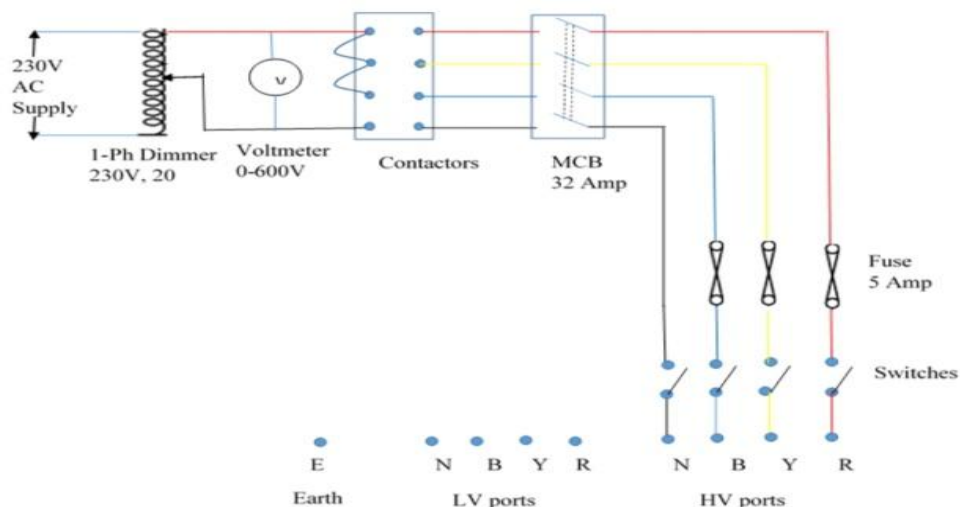 230V
AC
Supply
1-Ph Dimmer
230V, 20
V
Voltmeter
0-600V
Contactors
MCB
32 Amp
Fuse
5 Amp
Switches
E
N B Y R
N B Y R
Earth
LV ports
HV ports